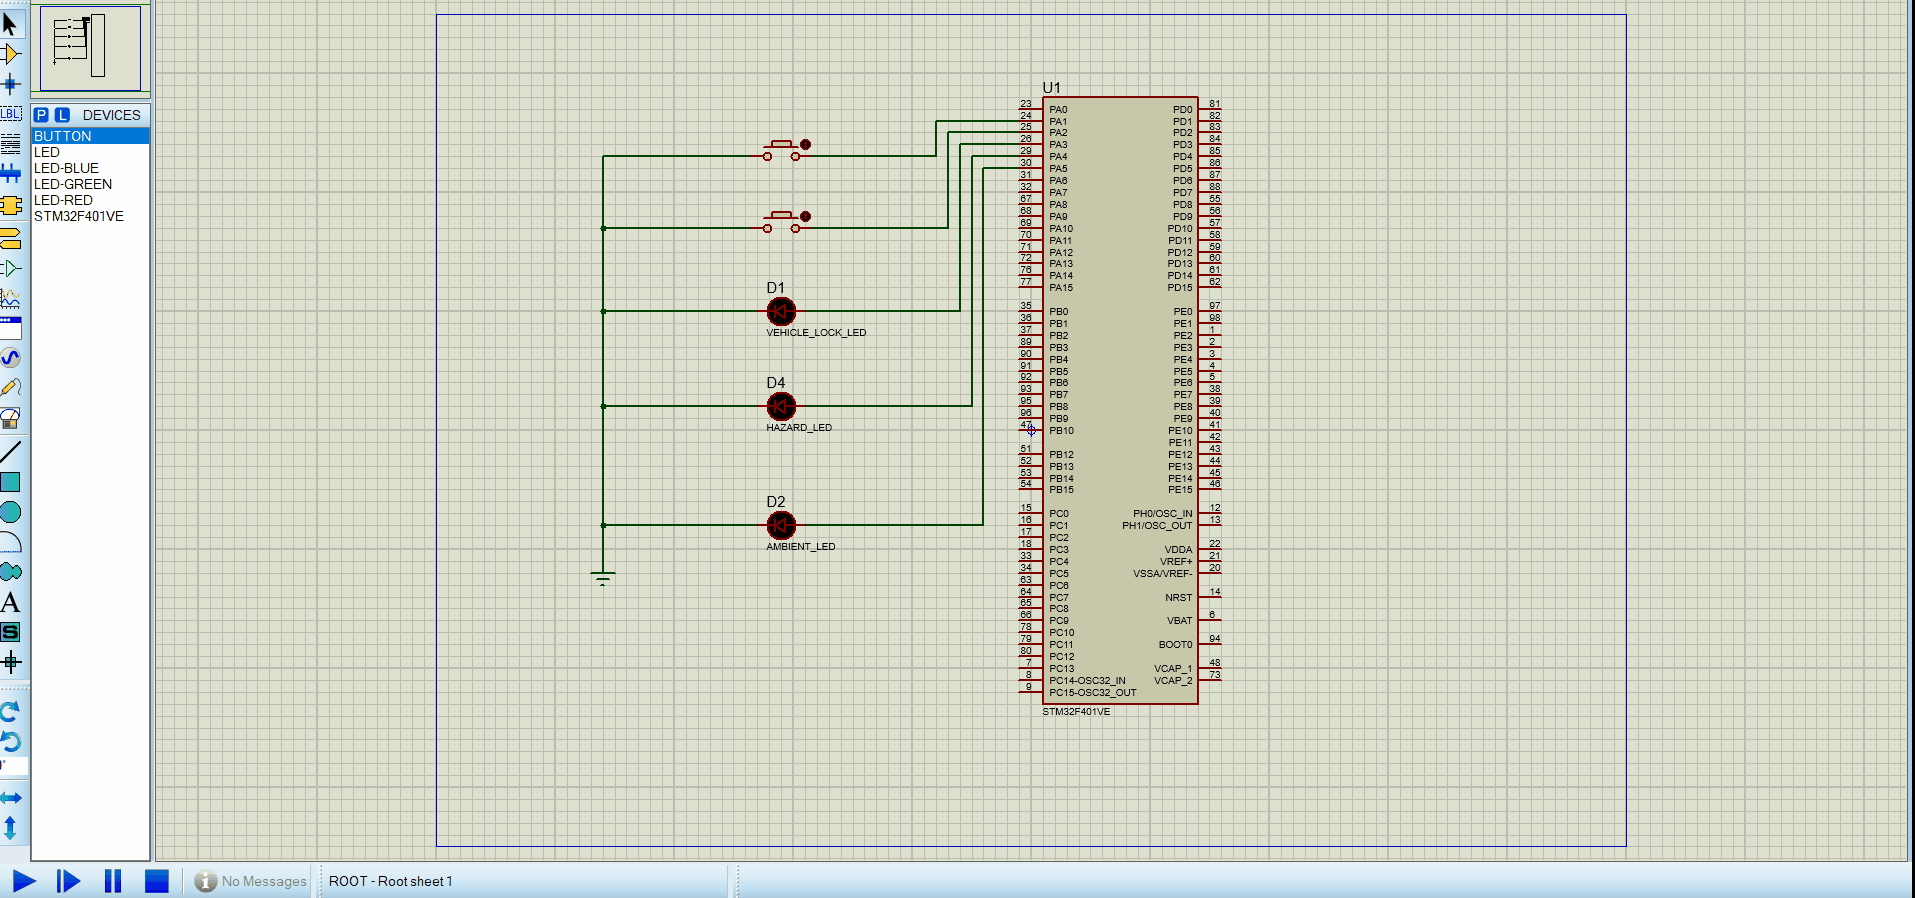 LBL
P L DEVICES
BUTTON
LED
LED-BLUE
LED-GREEN
LED-RED
STM32F401VE
A
S
U1
23 PA0 PD0 81
24 PA1 PD1 82
25 PA2 PD2 83
26 PA3 PD3 84
29 PA4 PD4 85
30 PA5 PD5 86
31 PA6 PD6 87
32 PA7 PD7 88
67 PA8 PD8 55
68 PA9 PD9 56
69 PA10 PD10 57
70 PA11 PD11 58
71 PA12 PD12 59
72 PA13 PD13 60
76 PA14 PD14 61
77 PA15 PD15 62
35 PB0 PE0 97
36 PB1 PE1 98
37 PB2 PE2 1
89 PB3 PE3 2
90 PB4 PE4 3
91 PB5 PE5 4
92 PB6 PE6 5
93 PB7 PE7 38
95 PB8 PE8 39
96 PB9 PE9 40
47 PB10 PE10 41
PE11 42
51 PB12 PE12 43
52 PB13 PE13 44
53 PB14 PE14 45
54 PB15 PE15 46
15 PC0 PH0/OSC_IN 12
16 PC1 PH1/OSC_OUT 13
17 PC2
18 PC3 VDDA 22
33 PC4 VREF+ 21
34 PC5 VSSA/VREF- 20
63 PC6
64 PC7 NRST 14
65 PC8
66 PC9 VBAT 6
78 PC10
79 PC11 BOOT0 94
80 PC12
7 PC13 VCAP_1 48
8 PC14-OSC32_IN VCAP_2 73
9 PC15-OSC32_OUT
STM32F401VE
D1
VEHICLE_LOCK_LED
D4
HAZARD_LED
D2
AMBIENT_LED
No Messages
ROOT - Root sheet 1